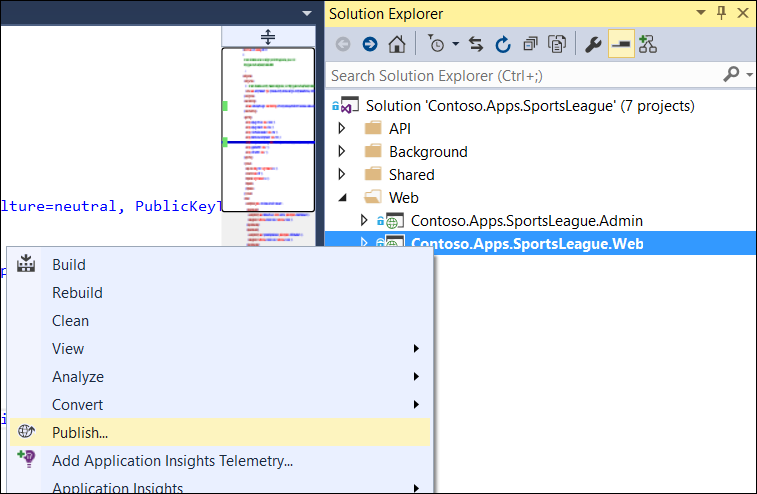 Solution Explorer
Search Solution Explorer (Ctrl+;)
Solution 'Contoso.Apps.SportsLeague' (7 projects)
API
Background
Shared
Web
Contoso.Apps.SportsLeague.Admin
Contoso.Apps.SportsLeague.Web
lture=neutral, PublicKeyT
Build
Rebuild
Clean
View
Analyze
Convert
Publish...
Add Application Insights Telemetry...
Application Insights